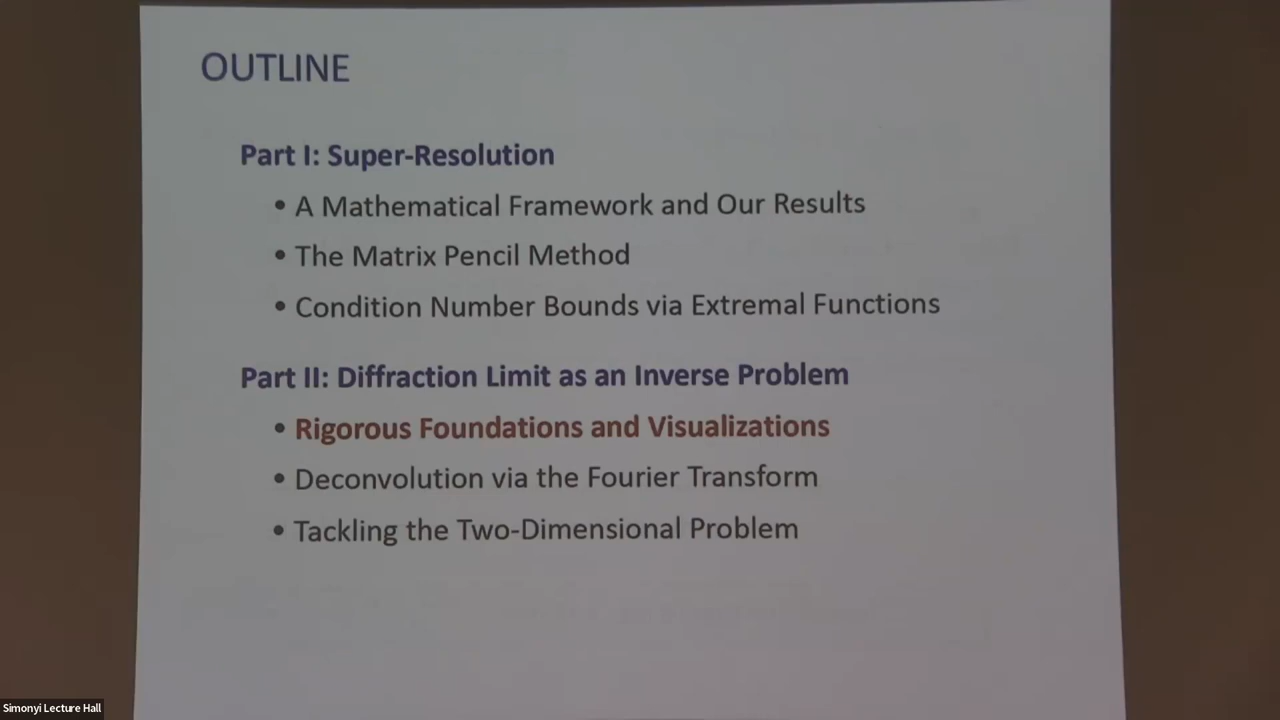 OUTLINE
Part I: Super-Resolution
• A Mathematical Framework and Our Results
• The Matrix Pencil Method
• Condition Number Bounds via Extremal Functions
Part II: Diffraction Limit as an Inverse Problem
• Rigorous Foundations and Visualizations
• Deconvolution via the Fourier Transform
• Tackling the Two-Dimensional Problem
Simonyi Lecture Hall